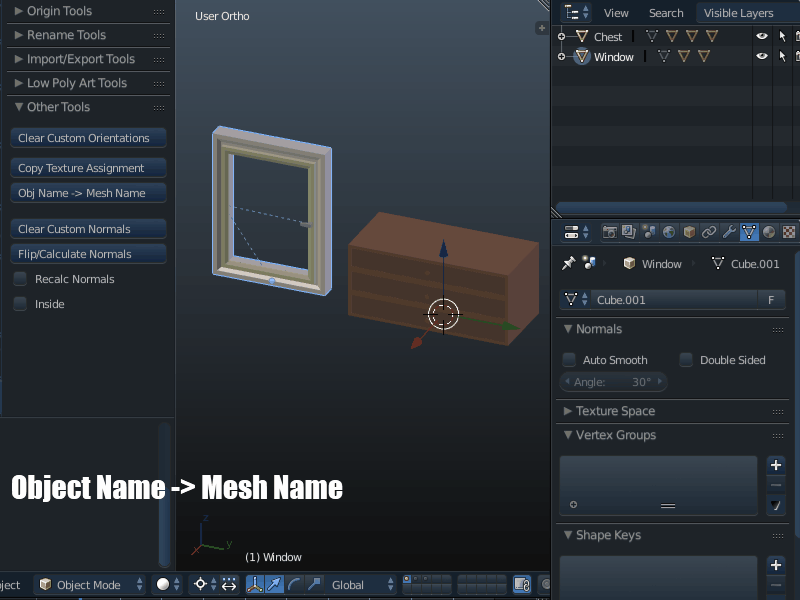 Origin Tools
Rename Tools
Import/Export Tools
Low Poly Art Tools
Other Tools
Clear Custom Orientations
Copy Texture Assignment
Obj Name -> Mesh Name
Clear Custom Normals
Flip/Calculate Normals
Recalc Normals
Inside
Object Name -> Mesh Name
User Ortho
z
y
(1) Window
ject
Object Mode
Global
View Search Visible Layers
Chest
Window
Window Cube.001
Cube.001 F
Normals
Auto Smooth Double Sided
Angle: 30°
Texture Space
Vertex Groups
Shape Keys